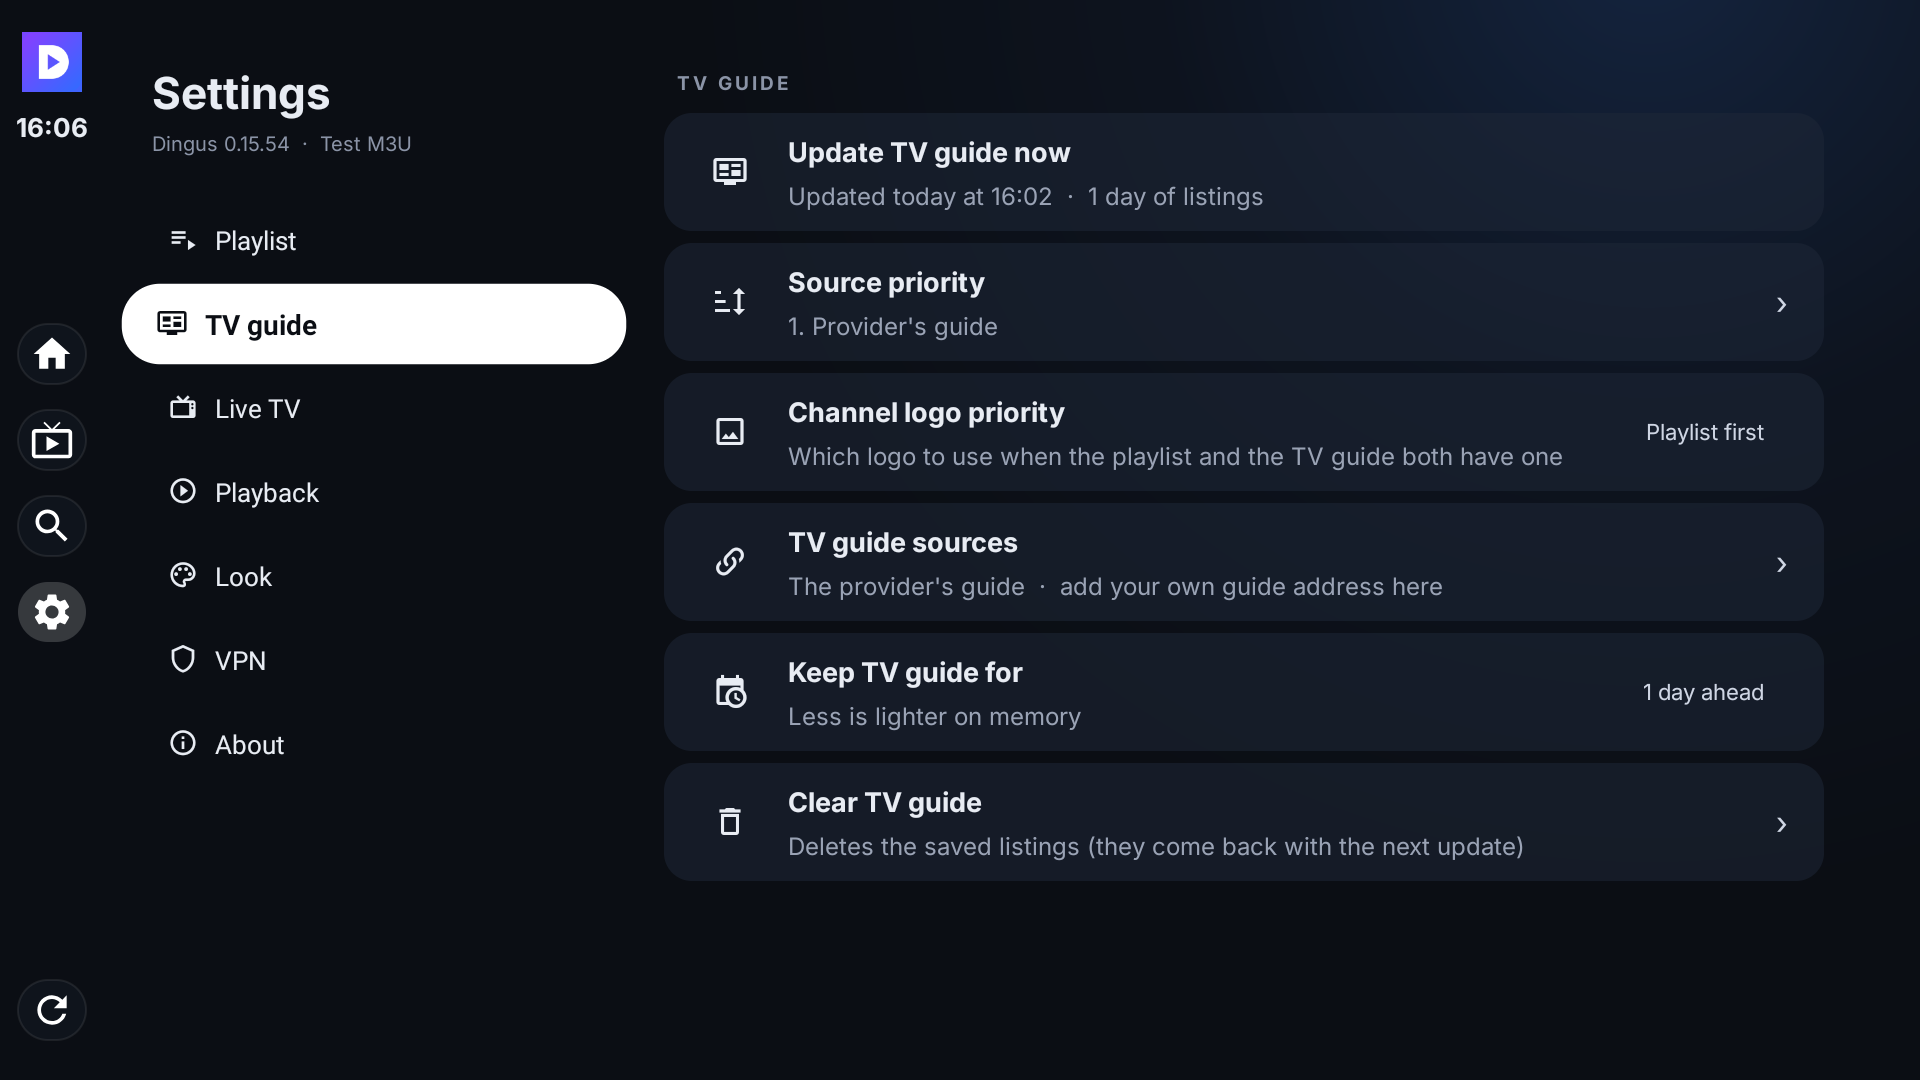 16:06
Settings
Dingus 0.15.54 · Test M3U
Playlist
TV guide
Live TV
Playback
Look
VPN
About
TV GUIDE
Update TV guide now
Updated today at 16:02 · 1 day of listings
Source priority
1. Provider's guide
Channel logo priority
Which logo to use when the playlist and the TV guide both have one
Playlist first
TV guide sources
The provider's guide · add your own guide address here
Keep TV guide for
Less is lighter on memory
1 day ahead
Clear TV guide
Deletes the saved listings (they come back with the next update)